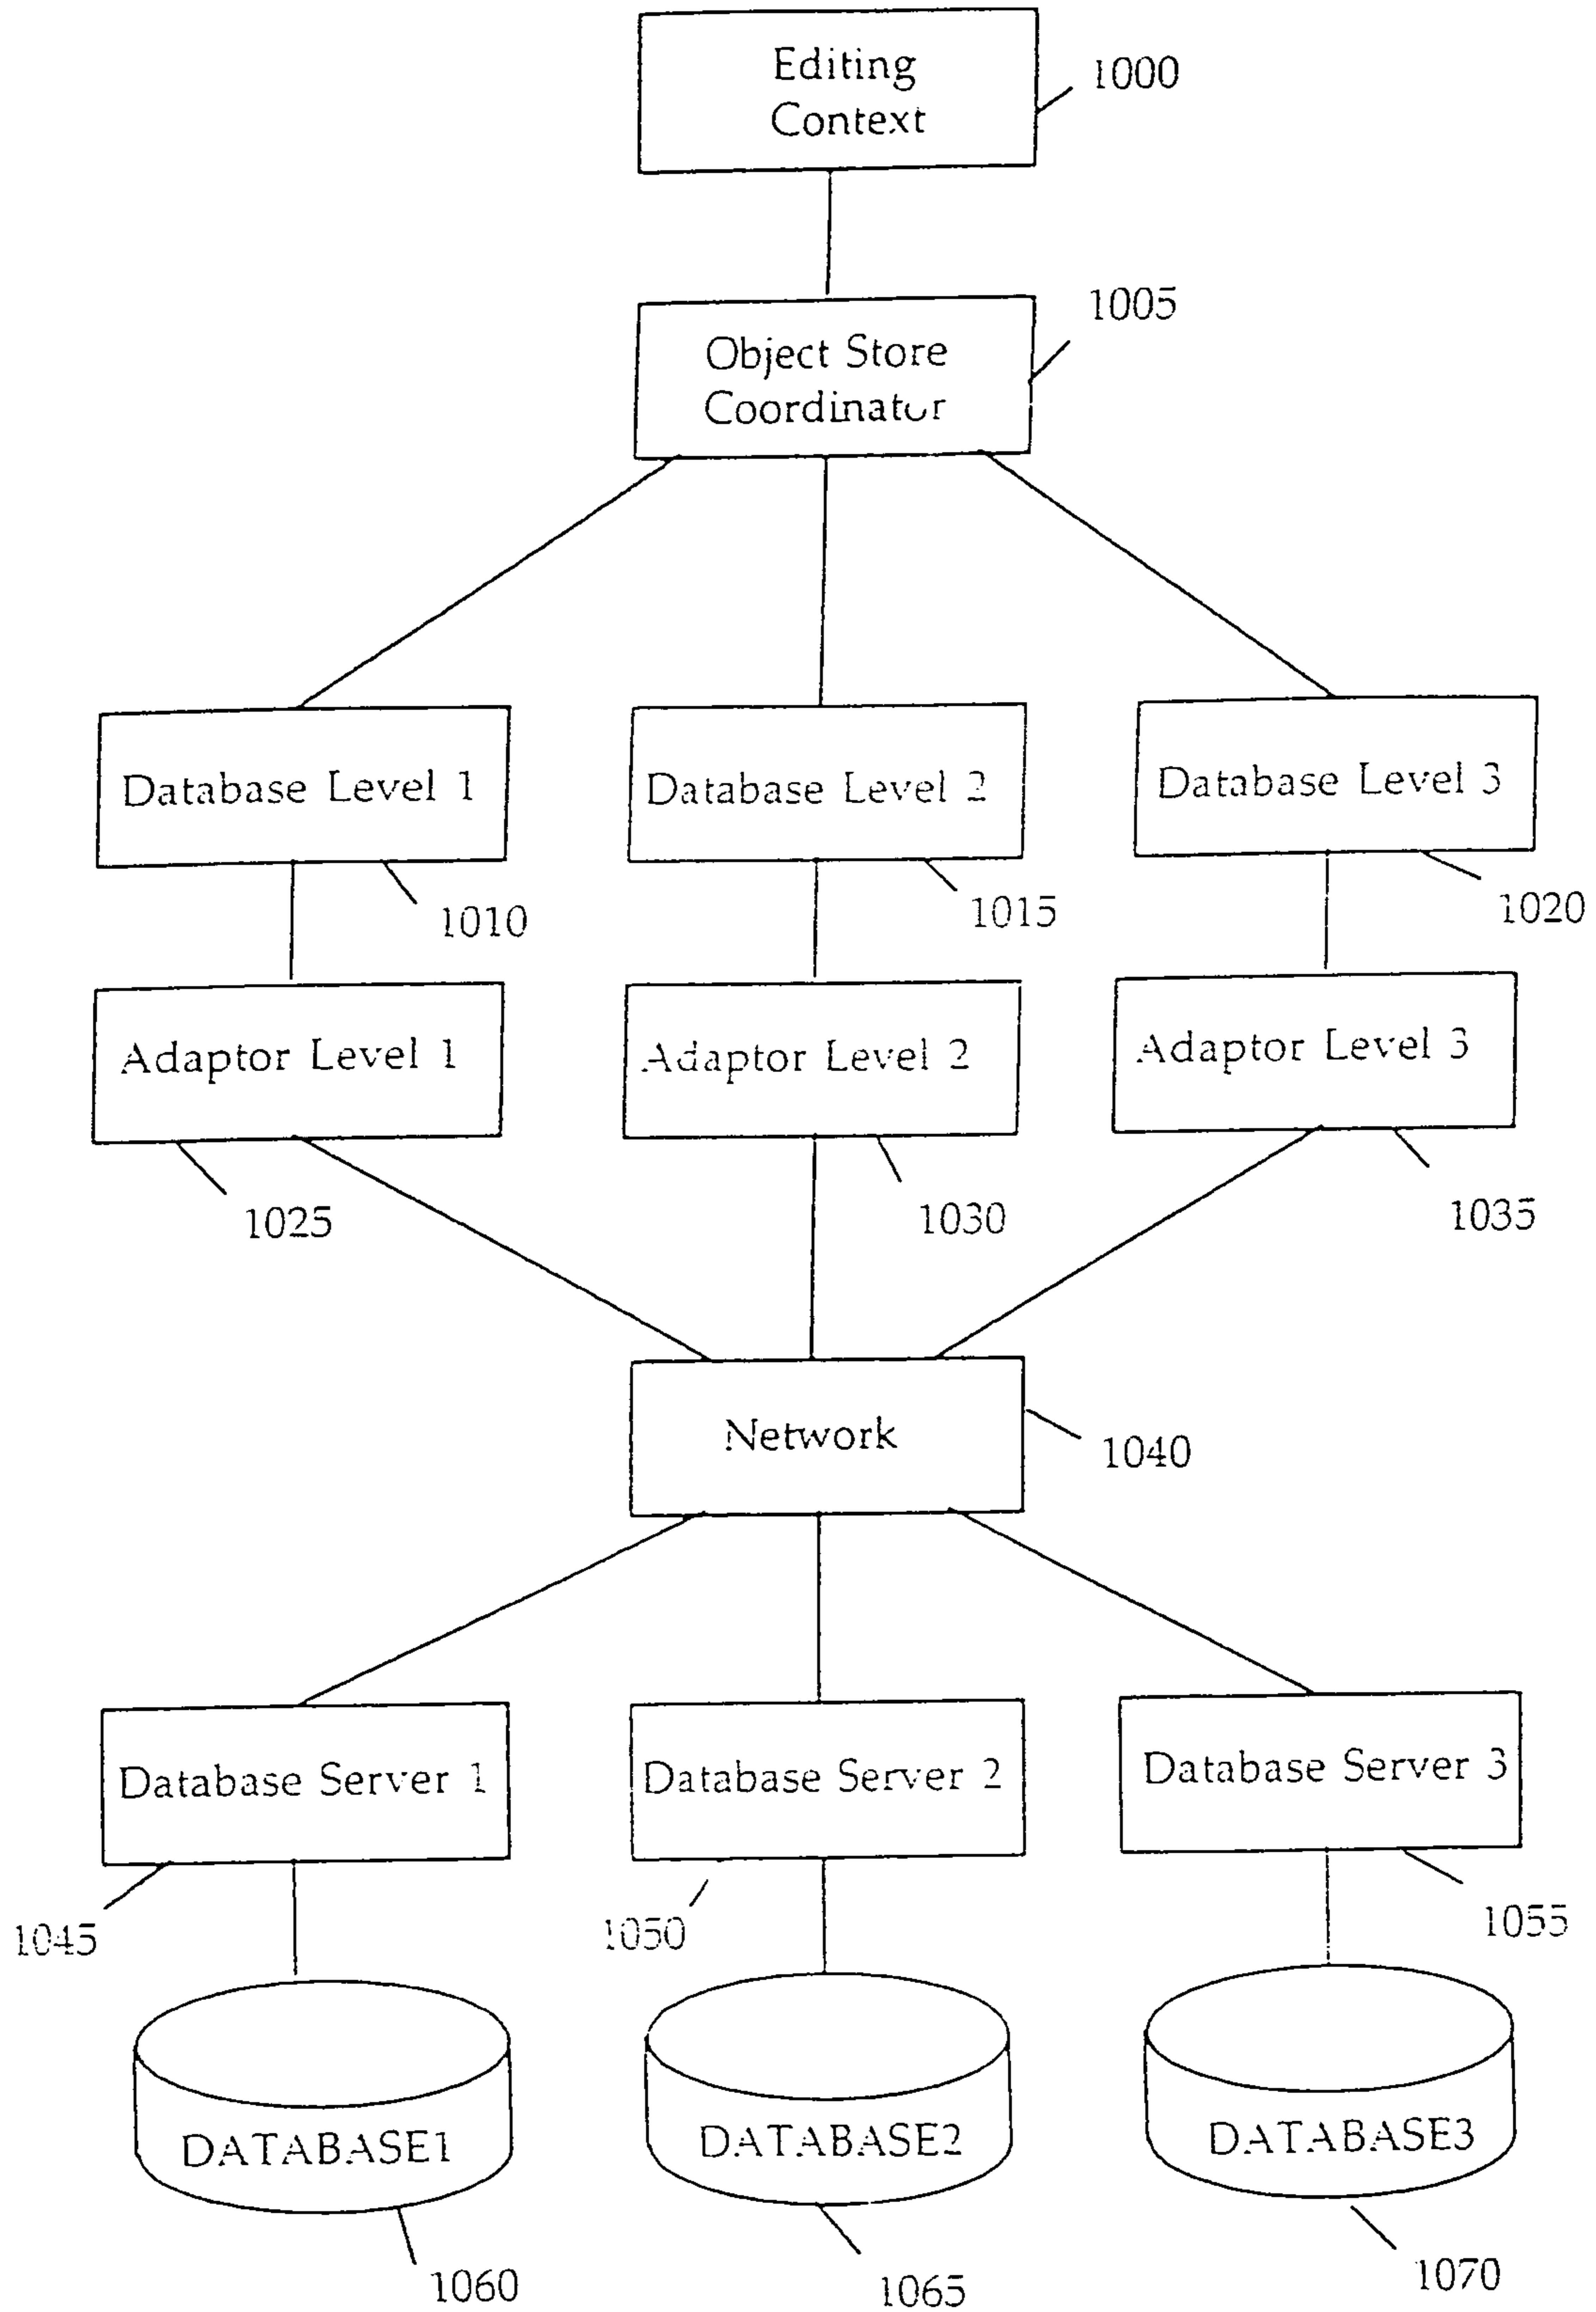 Editing
Context
1000
1005
Object Store
Coordinator
Database Level 1
Database Level 2
Database Level 3
1010
1015
1020
Adaptor Level 1
Adaptor Level 2
Adaptor Level 3
1025
1030
1035
Network
1040
Database Server 1
Database Server 2
Database Server 3
1045
1050
1055
DATABASE1
DATABASE2
DATABASE3
1060
1065
1070